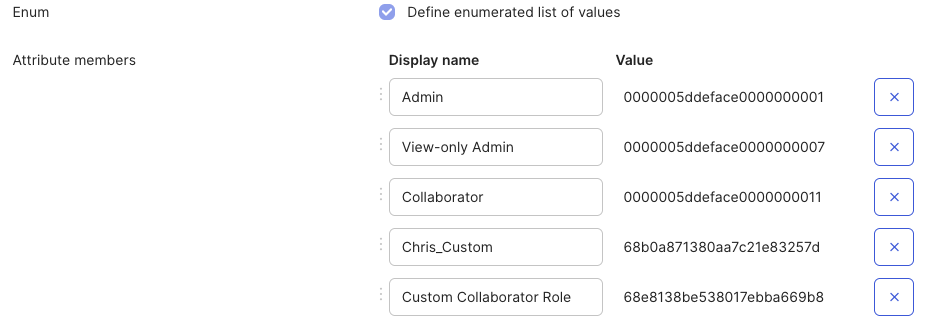 Enum Define enumerated list of values
Attribute members Display name Value
Admin 0000005ddeface0000000001
View-only Admin 0000005ddeface0000000007
Collaborator 0000005ddeface0000000011
Chris_Custom 68b0a871380aa7c21e83257d
Custom Collaborator Role 68e8138be538017ebba669b8